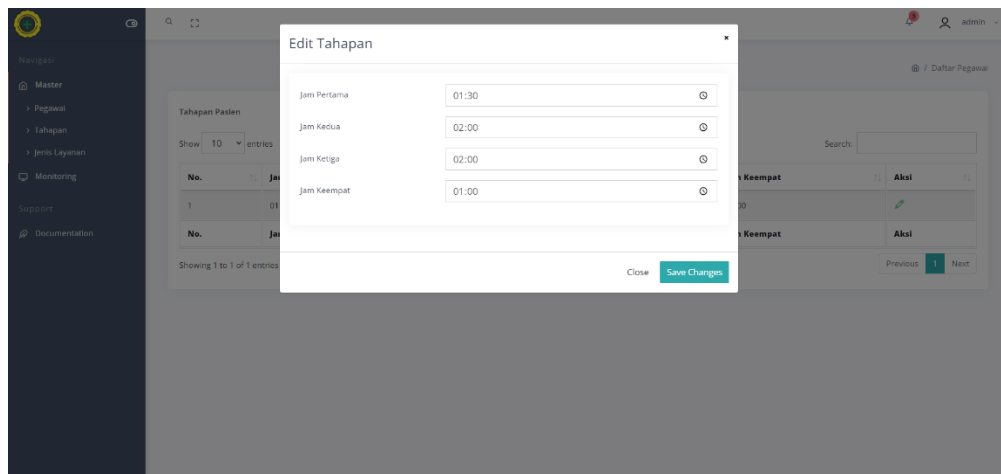 admin
Navigasi
Master
> Pegawai
> Tahapan
> Jenis Layanan
Monitoring
Support
Documentation
/ Daftar Pegawai
Tahapan Pasien
Show 10 entries
Search:
No. Keempat Aksi
1 01 00
No. Keempat Aksi
Showing 1 to 1 of 1 entries
Previous 1 Next
Edit Tahapan
Jam Pertama 01:30
Jam Kedua 02:00
Jam Ketiga 02:00
Jam Keempat 01:00
Close Save Changes